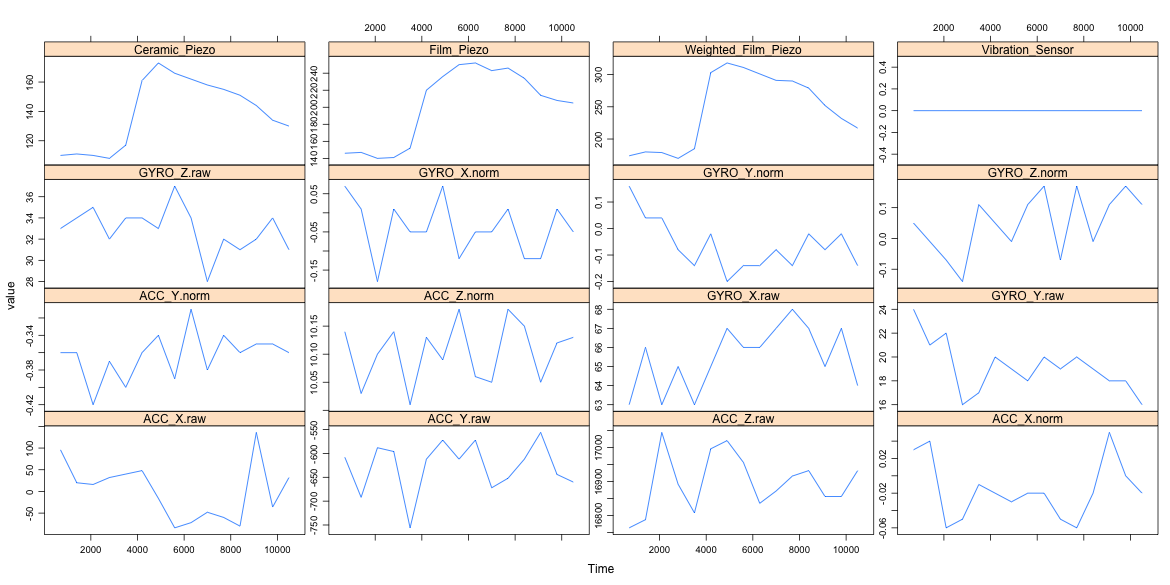 2000 4000 6000 8000 10000 2000 4000 6000 8000 10000
Ceramic_Piezo Film_Piezo Weighted_Film_Piezo Vibration_Sensor
160 140 120
240 220 200 180 160 140
300 250 200
0.4 0.2 0.0 -0.2 -0.4
GYRO_Z.raw GYRO_X.norm GYRO_Y.norm GYRO_Z.norm
36 34 32 30 28
0.05 -0.05 -0.15
0.1 0.0 -0.1 -0.2
0.1 0.0 -0.1
value
ACC_Y.norm ACC_Z.norm GYRO_X.raw GYRO_Y.raw
-0.34 -0.38 -0.42
10.15 10.10 10.05
68 67 66 65 64 63
24 22 20 18 16
ACC_X.raw ACC_Y.raw ACC_Z.raw ACC_X.norm
100 50 0 -50
-550 -600 -650 -700 -750
17000 16900 16800
0.02 -0.02 -0.06
2000 4000 6000 8000 10000 2000 4000 6000 8000 10000
Time